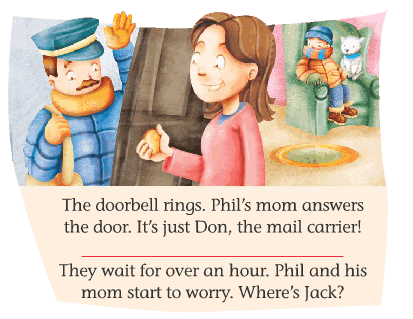 The doorbell rings. Phil's mom answers
the door. It's just Don, the mail carrier!
They wait for over an hour. Phil and his
mom start to worry. Where's Jack?